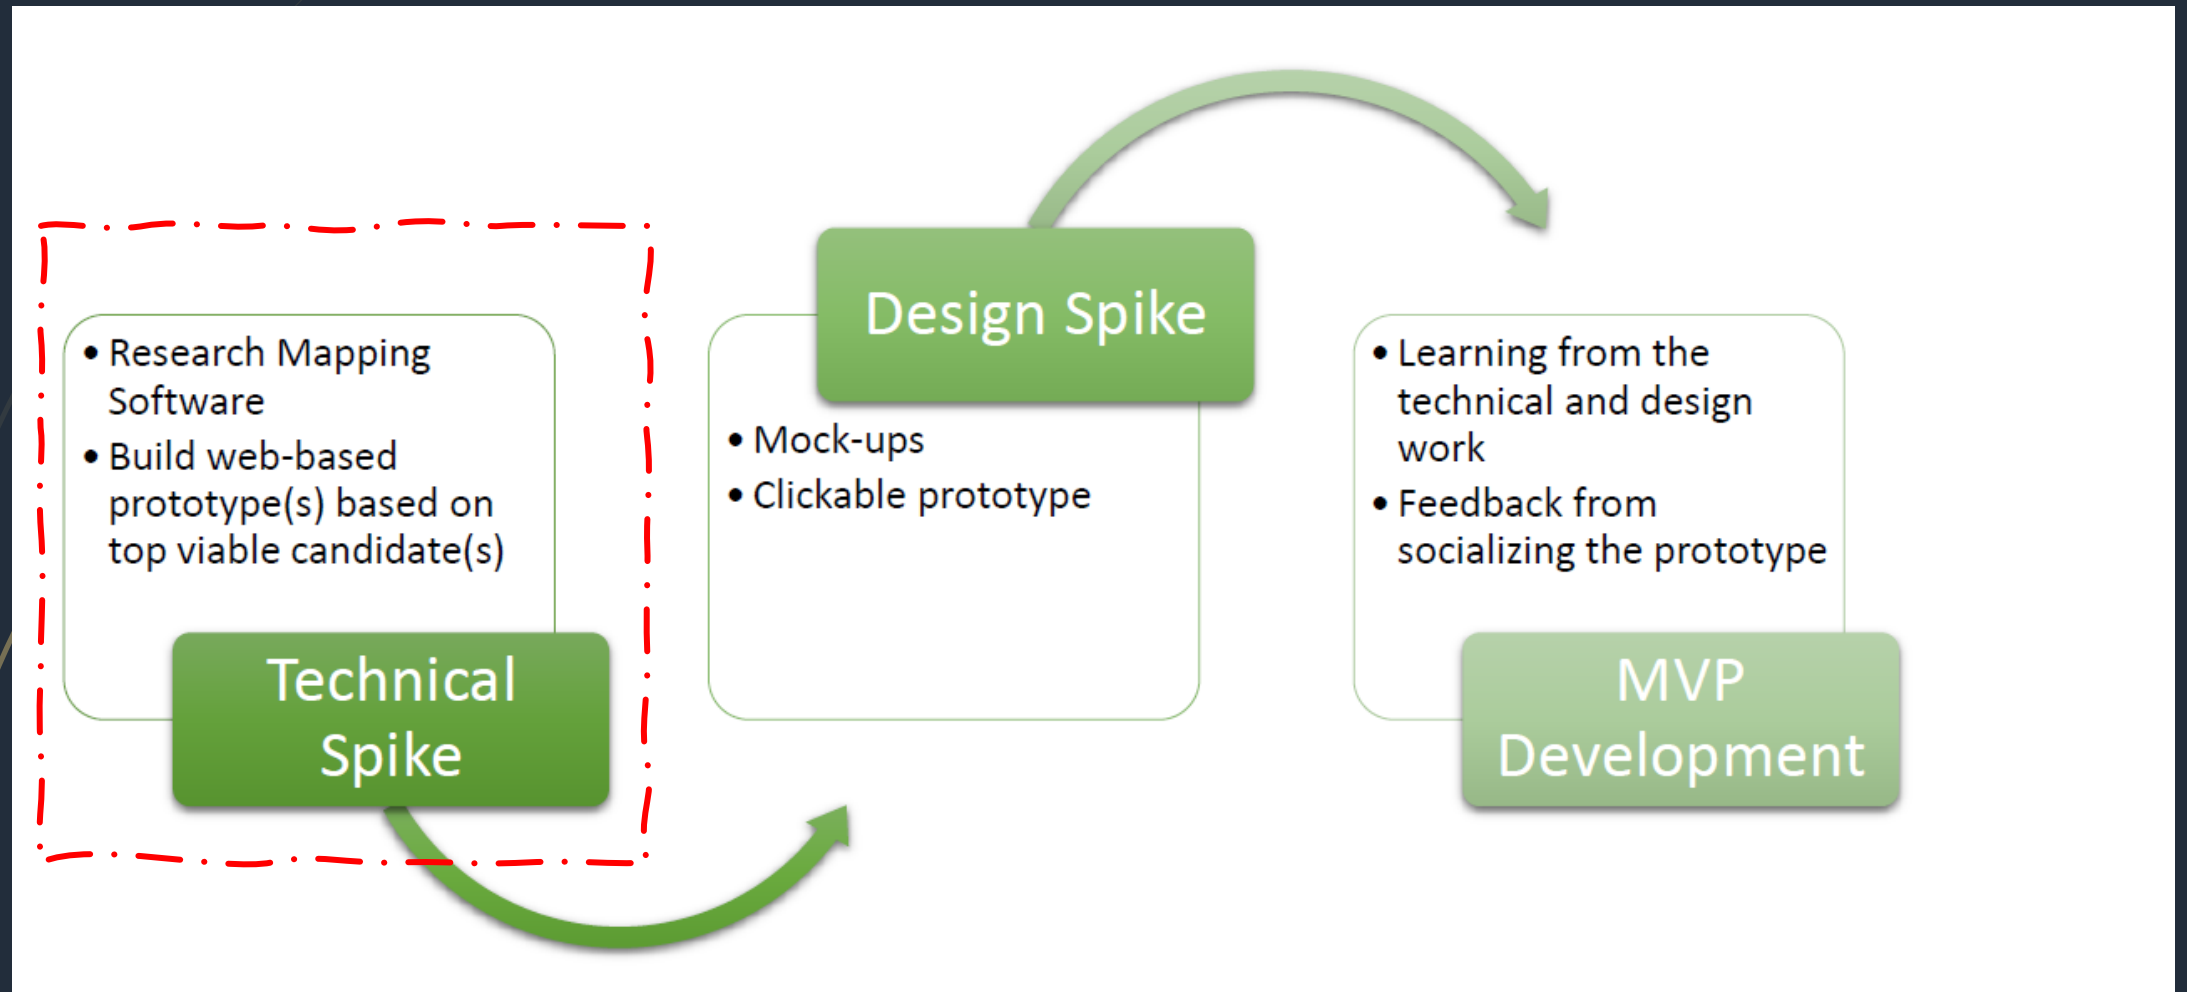 • Research Mapping
Software
• Build web-based
prototype(s) based on
top viable candidate(s)
Technical
Spike
Design Spike
• Mock-ups
• Clickable prototype
• Learning from the
technical and design
work
• Feedback from
socializing the prototype
MVP
Development